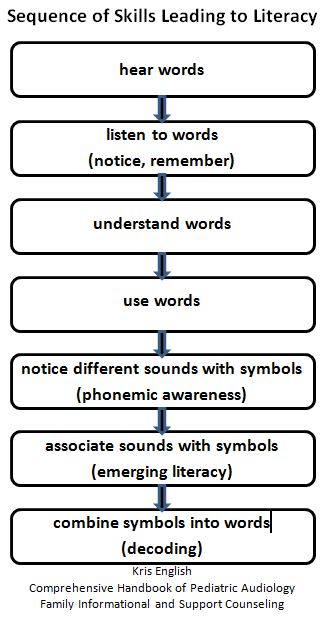 Sequence of Skills Leading to Literacy
hear words
listen to words
(notice, remember)
understand words
use words
notice different sounds with symbols
(phonemic awareness)
associate sounds with symbols
(emerging literacy)
combine symbols into words
(decoding)
Kris English
Comprehensive Handbook of Pediatric Audiology
Family Informational and Support Counseling